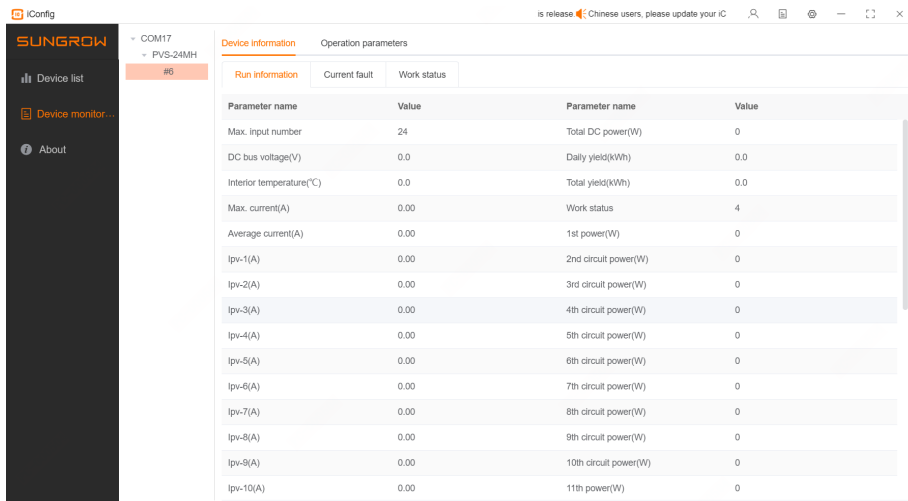 iConfig
is release. Chinese users, please update your iC
SUNGROW
Device list
Device monitor...
About
COM17
PVS-24MH
#6
Device information Operation parameters
Run information Current fault Work status
Parameter name Value Parameter name Value
Max. input number 24 Total DC power(W) 0
DC bus voltage(V) 0.0 Daily yield(kWh) 0.0
Interior temperature(℃) 0.0 Total yield(kWh) 0.0
Max. current(A) 0.00 Work status 4
Average current(A) 0.00 1st power(W) 0
Ipv-1(A) 0.00 2nd circuit power(W) 0
Ipv-2(A) 0.00 3rd circuit power(W) 0
Ipv-3(A) 0.00 4th circuit power(W) 0
Ipv-4(A) 0.00 5th circuit power(W) 0
Ipv-5(A) 0.00 6th circuit power(W) 0
Ipv-6(A) 0.00 7th circuit power(W) 0
Ipv-7(A) 0.00 8th circuit power(W) 0
Ipv-8(A) 0.00 9th circuit power(W) 0
Ipv-9(A) 0.00 10th circuit power(W) 0
Ipv-10(A) 0.00 11th power(W) 0